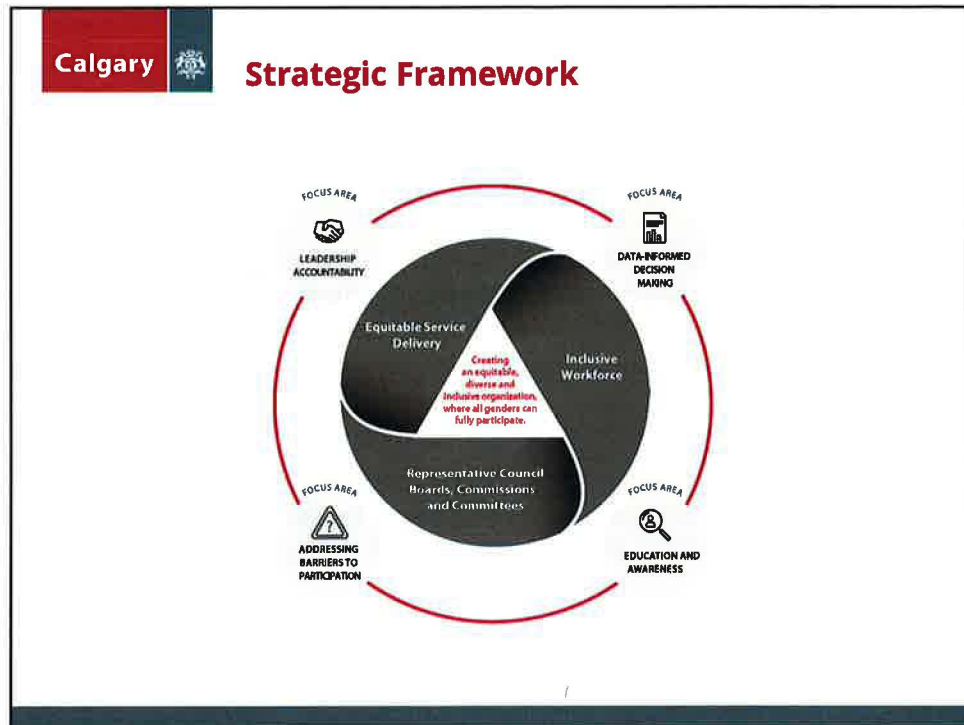 Calgary
Strategic Framework
FOCUS AREA
LEADERSHIP
ACCOUNTABILITY
FOCUS AREA
DATA-INFORMED
DECISION
MAKING
Equitable Service
Delivery
Inclusive
Workforce
Creating
an equitable,
diverse and
inclusive organization,
where all genders can
fully participate.
Representative Council
Boards, Commissions
and Committees
FOCUS AREA
?
ADDRESSING
BARRIERS TO
PARTICIPATION
FOCUS AREA
EDUCATION AND
AWARENESS